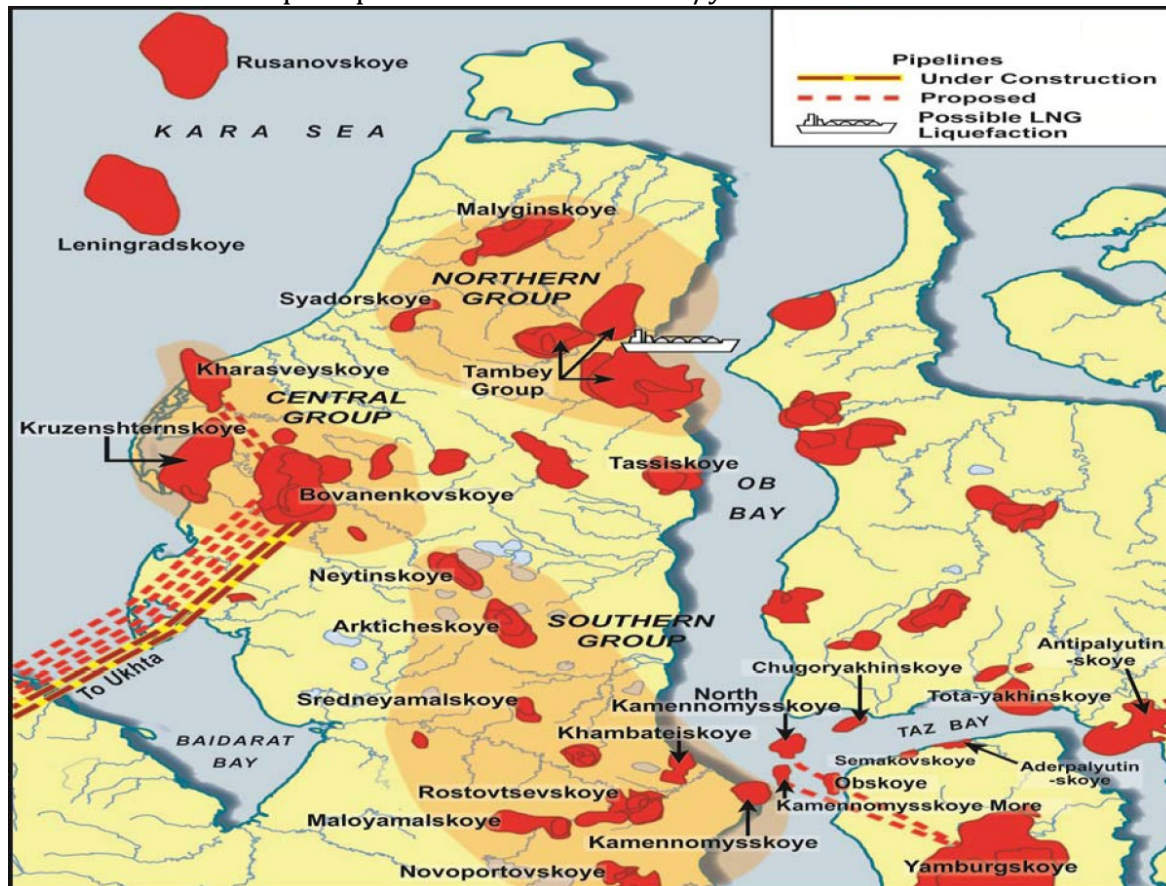 Rusanovskoye
KARA SEA
Leningradskoye
Pipelines
Under Construction
Proposed
Possible LNG
Liquefaction
Malyginskoye
NORTHERN
GROUP
Syadorskoye
Tambey
Group
Kharasveyskoye
CENTRAL
GROUP
Kruzenshternskoye
Bovanenkovskoye
Tassiskoye
OB
BAY
Neytinskoye
Arkticheskoye
SOUTHERN
GROUP
To Ukhta
BAIDARAT
BAY
Sredneyamalskoye
Chugoryakhinskoye
North
Kamennomysskoye
Khambateiskoye
Antipalyutin
-skoye
Tota-yakhinskoye
TAZ BAY
Semakovskoye
Aderpalyutin
-skoye
Obskoye
Kamennomysskoye More
Rostovtsevskoye
Maloyamalskoye
Kamennomysskoye
Novoportovskoye
Yamburgskoye